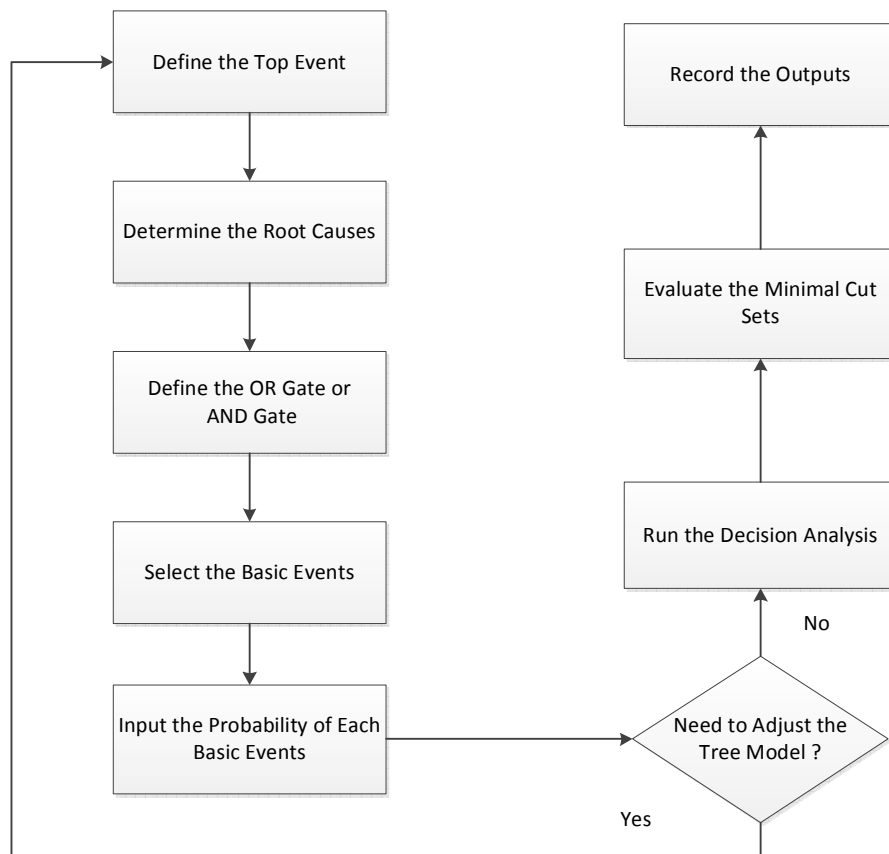 Define the Top Event
Determine the Root Causes
Define the OR Gate or
AND Gate
Select the Basic Events
Input the Probability of Each
Basic Events
Need to Adjust the
Tree Model ?
Yes
No
Run the Decision Analysis
Evaluate the Minimal Cut
Sets
Record the Outputs